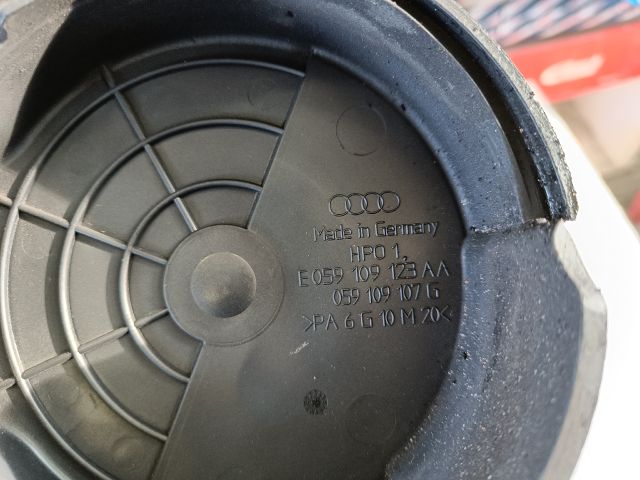 Made in Germany
HPO 1,
E 059 109 123 AA
059 109 107 G
>PA 6 G 10 M 20<